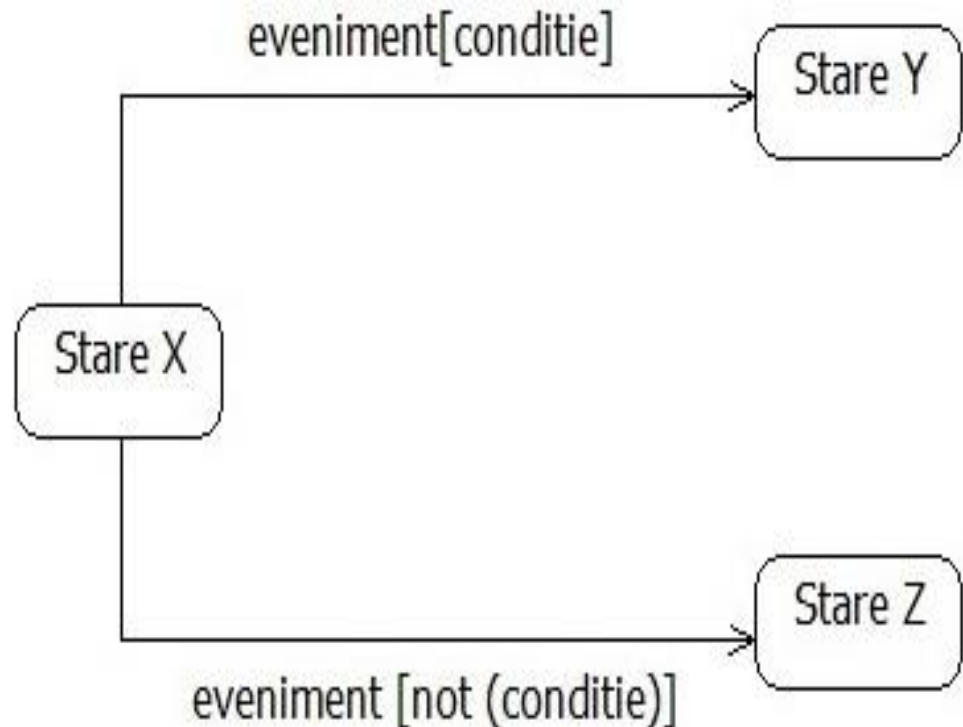 eveniment[conditie]
Stare Y
Stare X
Stare Z
eveniment [not (conditie)]